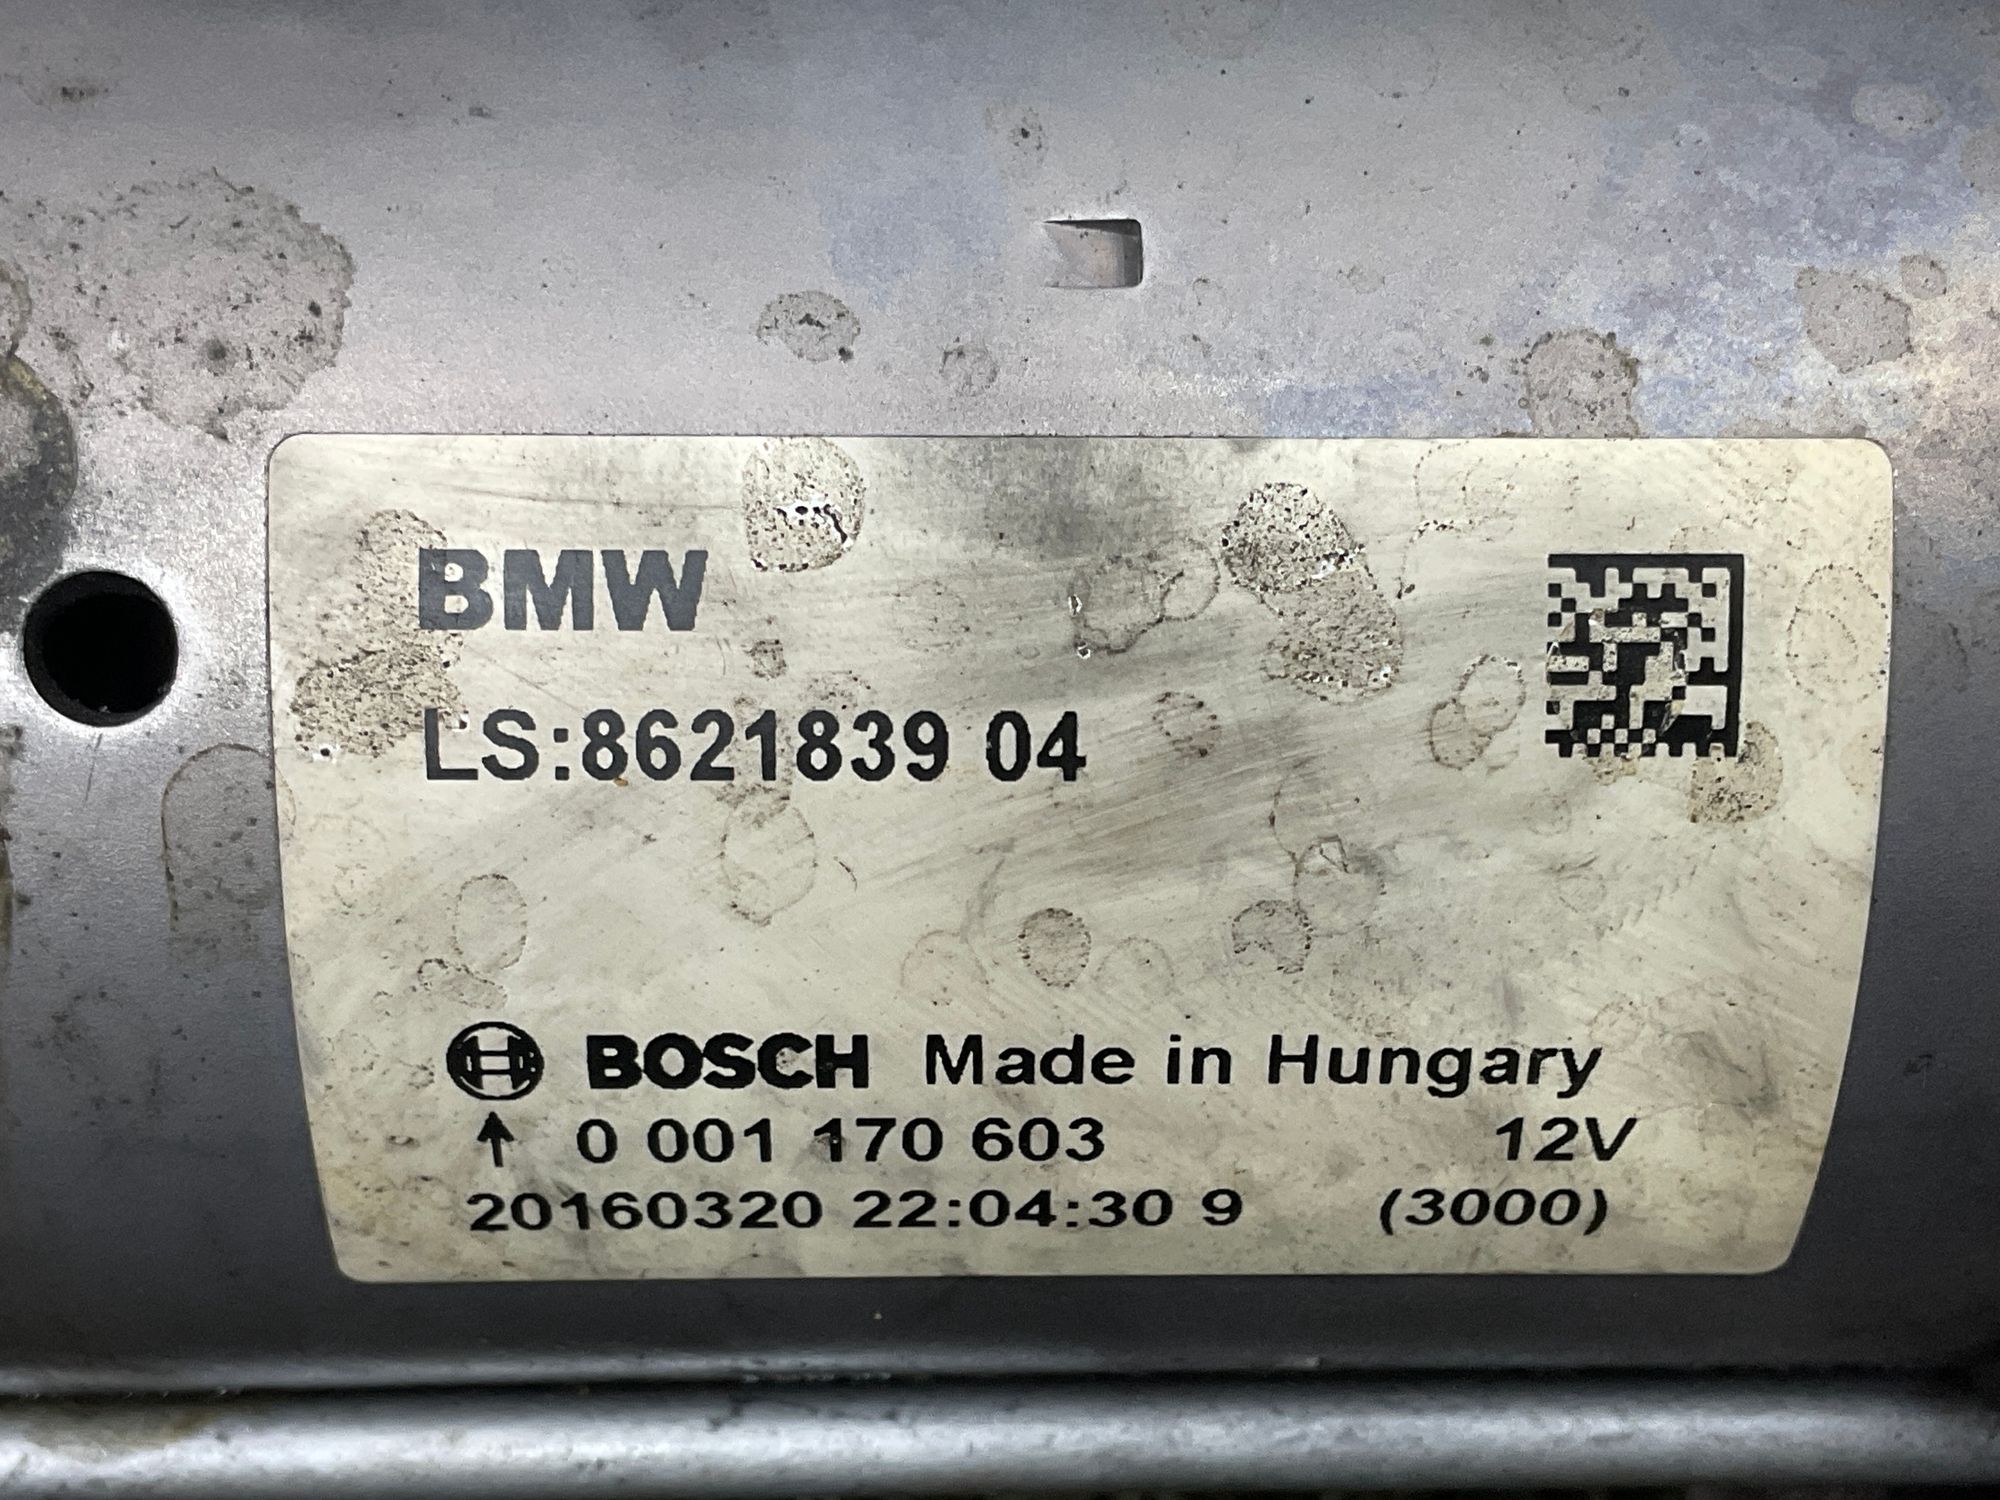 BMW
LS:8621839 04
BOSCH Made in Hungary
↑ 0 001 170 603 12V
20160320 22:04:30 9 (3000)